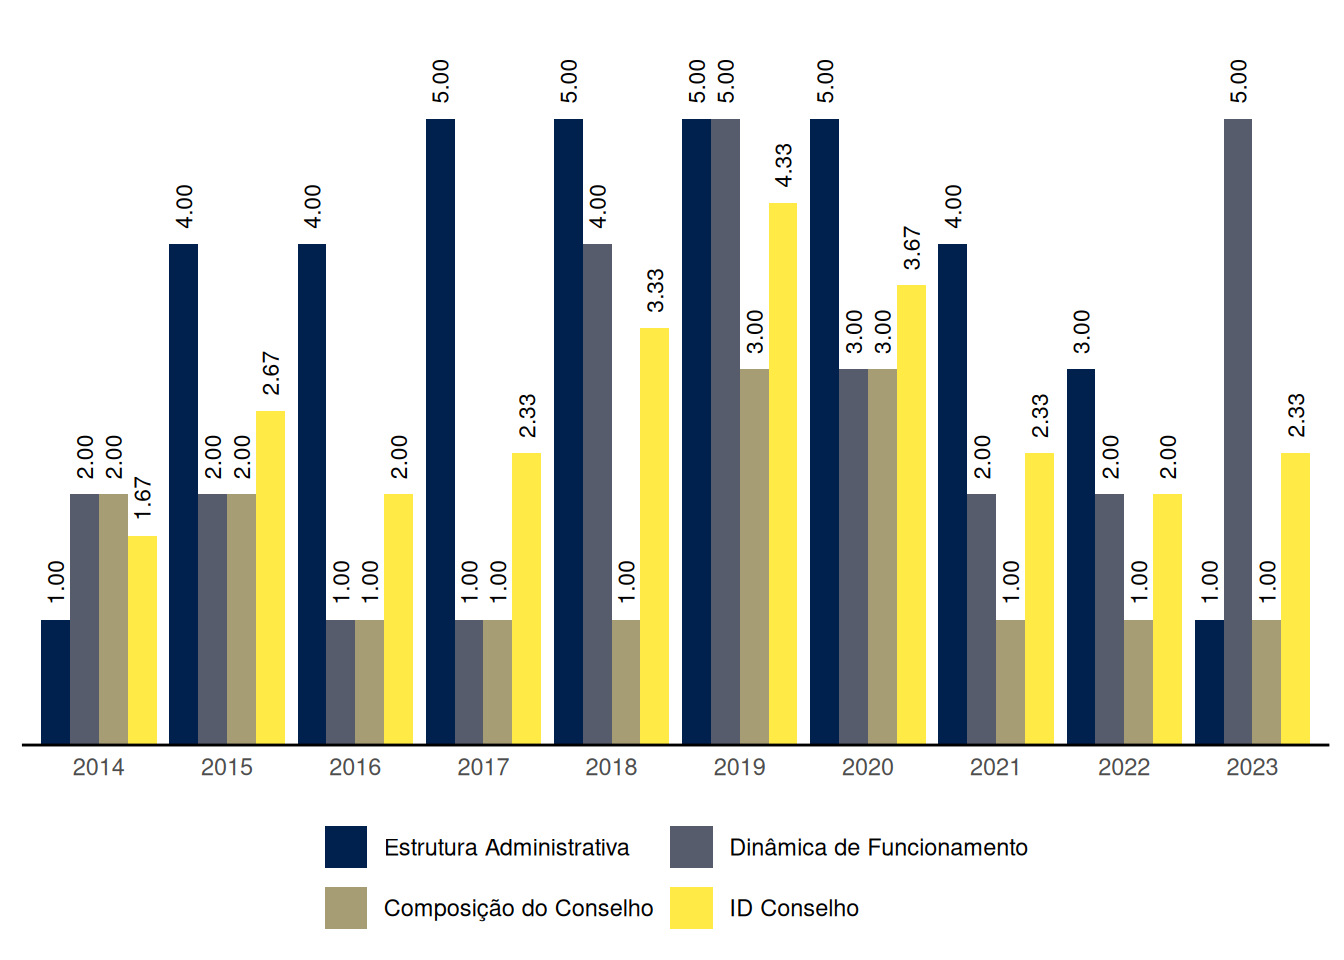 1.00 2.00 2.00 1.67
4.00 2.00 2.00 2.67
4.00 1.00 1.00 2.00
5.00 1.00 1.00 2.33
5.00 4.00 1.00 3.33
5.00 5.00 3.00 4.33
5.00 3.00 3.00 3.67
4.00 2.00 1.00 2.33
3.00 2.00 1.00 2.00
1.00 5.00 1.00 2.33
2014 2015 2016 2017 2018 2019 2020 2021 2022 2023
Estrutura Administrativa Dinâmica de Funcionamento
Composição do Conselho ID Conselho